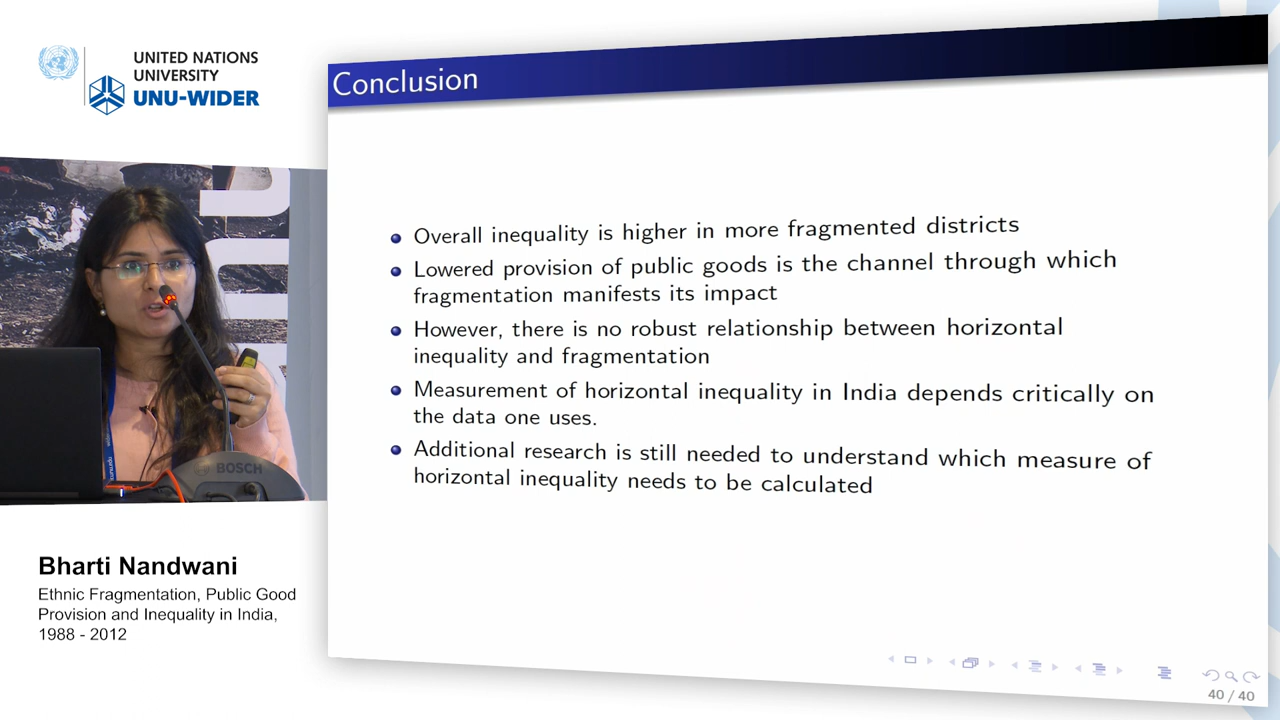 UNITED NATIONS
UNIVERSITY
UNU-WIDER
Conclusion
Overall inequality is higher in more fragmented districts
Lowered provision of public goods is the channel through which
fragmentation manifests its impact
However, there is no robust relationship between horizontal
inequality and fragmentation
Measurement of horizontal inequality in India depends critically on
the data one uses.
Additional research is still needed to understand which measure of
horizontal inequality needs to be calculated
40 / 40
BOSCH
Bharti Nandwani
Ethnic Fragmentation, Public Good
Provision and Inequality in India,
1988 - 2012